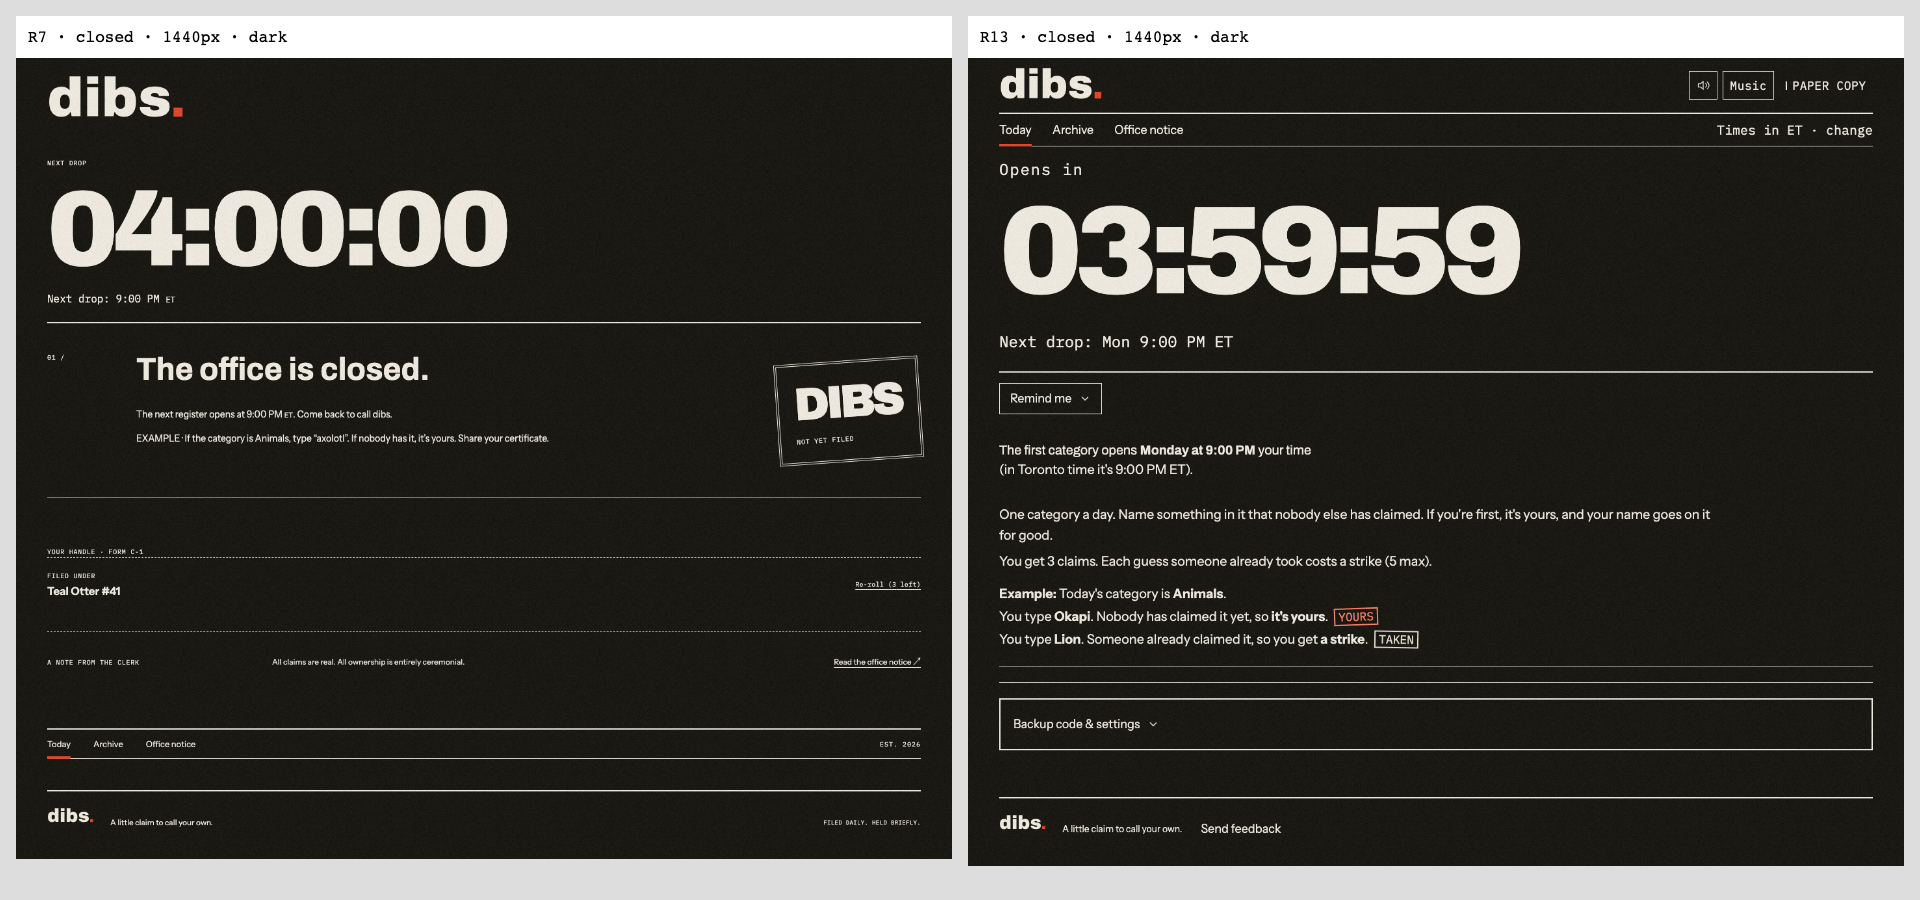 R7 · closed · 1440px · dark
dibs.
NEXT DROP
04:00:00
Next drop: 9:00 PM ET
01 /
The office is closed.
The next register opens at 9:00 PM ET. Come back to call dibs.
EXAMPLE · If the category is Animals, type “axolotl”. If nobody has it, it's yours. Share your certificate.
DIBS
NOT YET FILED
YOUR HANDLE · FORM C-1
FILED UNDER
Teal Otter #41
Re-roll (3 left)
A NOTE FROM THE CLERK
All claims are real. All ownership is entirely ceremonial.
Read the office notice ↗
Today Archive Office notice
EST. 2026
dibs.
A little claim to call your own.
FILED DAILY. HELD BRIEFLY.
R13 · closed · 1440px · dark
dibs.
Music
PAPER COPY
Today Archive Office notice
Times in ET · change
Opens in
03:59:59
Next drop: Mon 9:00 PM ET
Remind me
The first category opens Monday at 9:00 PM your time
(in Toronto time it's 9:00 PM ET).
One category a day. Name something in it that nobody else has claimed. If you're first, it's yours, and your name goes on it
for good.
You get 3 claims. Each guess someone already took costs a strike (5 max).
Example: Today's category is Animals.
You type Okapi. Nobody has claimed it yet, so it's yours. YOURS
You type Lion. Someone already claimed it, so you get a strike. TAKEN
Backup code & settings
dibs.
A little claim to call your own.
Send feedback